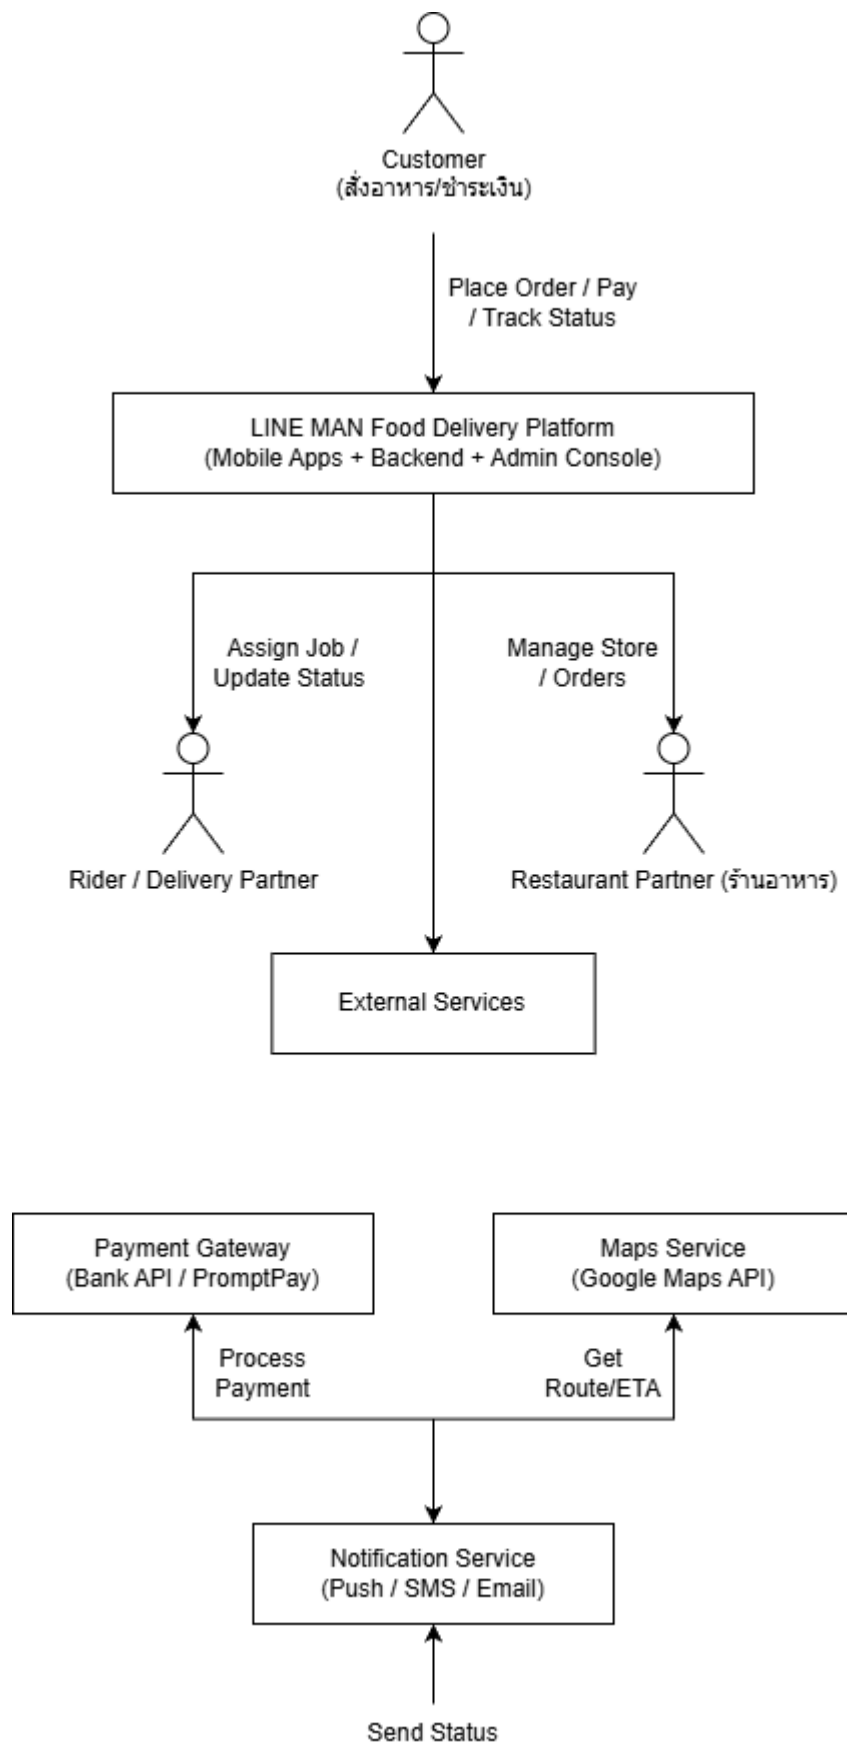 Customer
(สั่งอาหาร/ชำระเงิน)
Place Order / Pay
/ Track Status
LINE MAN Food Delivery Platform
(Mobile Apps + Backend + Admin Console)
Assign Job /
Update Status
Manage Store
/ Orders
Rider / Delivery Partner
Restaurant Partner (ร้านอาหาร)
External Services
Payment Gateway
(Bank API / PromptPay)
Maps Service
(Google Maps API)
Process
Payment
Get
Route/ETA
Notification Service
(Push / SMS / Email)
Send Status